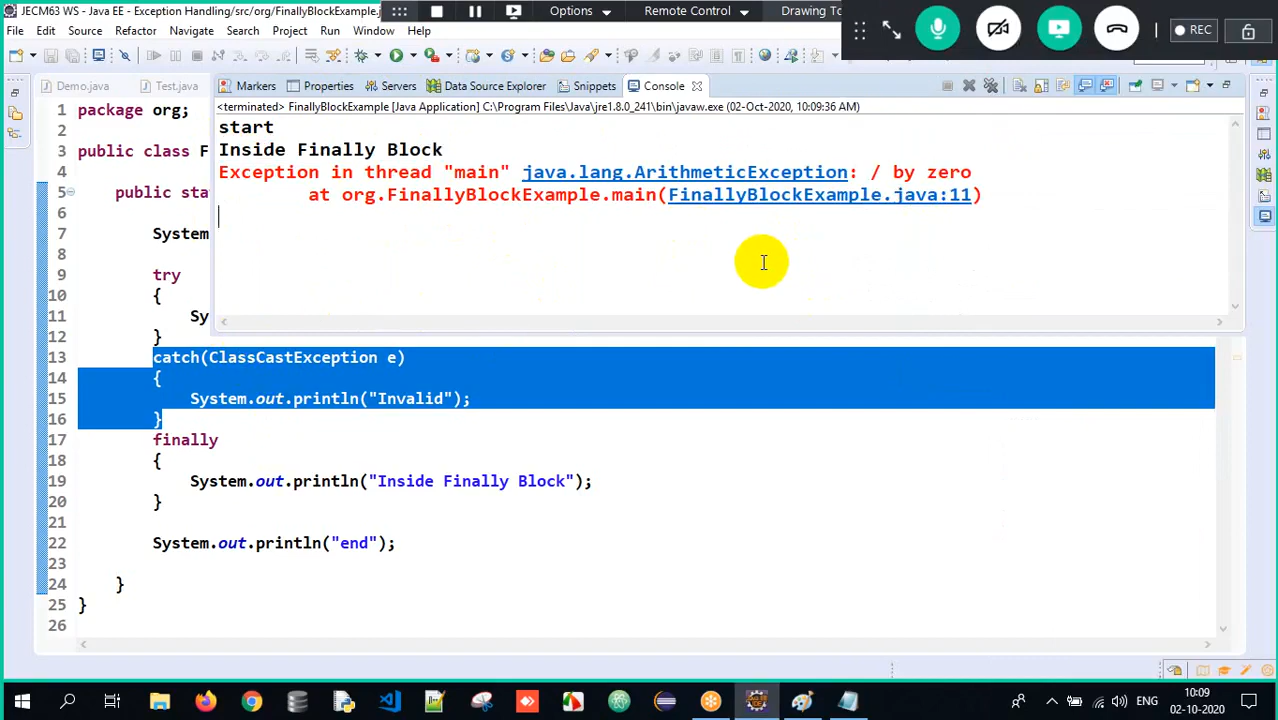 JECM63 WS - Java EE - Exception Handling/src/org/FinallyBlockExample.j
Options
Remote Control
Drawing To
REC
File Edit Source Refactor Navigate Search Project Run Window Help
Demo.java
Test.java
Markers
Properties
Servers
Data Source Explorer
Snippets
Console
<terminated> FinallyBlockExample [Java Application] C:\Program Files\Java\jre1.8.0_241\bin\javaw.exe (02-Oct-2020, 10:09:36 AM)
start
Inside Finally Block
Exception in thread "main" java.lang.ArithmeticException: / by zero
at org.FinallyBlockExample.main(FinallyBlockExample.java:11)
1 package org;
2
3 public class F
4
5 public stat
6
7 System
8
9 try
10 {
11 Sy
12 }
13 catch(ClassCastException e)
14 {
15 System.out.println("Invalid");
16 }
17 finally
18 {
19 System.out.println("Inside Finally Block");
20 }
21
22 System.out.println("end");
23
24 }
25 }
26
ENG
10:09
02-10-2020